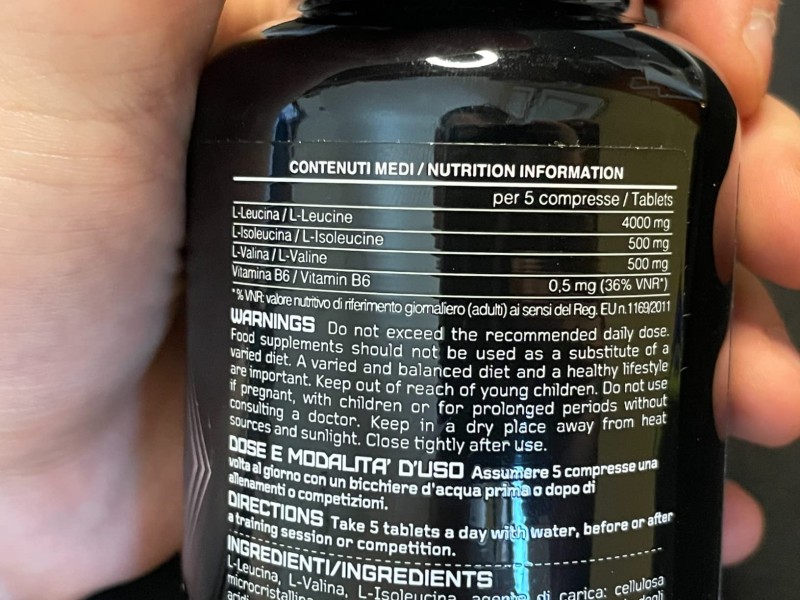 CONTENUTI MEDI / NUTRITION INFORMATION
per 5 compresse / Tablets
L-Leucina / L-Leucine 4000 mg
L-Isoleucina / L-Isoleucine 500 mg
L-Valina / L-Valine 500 mg
Vitamina B6 / Vitamin B6 0,5 mg (36% VNR*)
*% VNR: valore nutritivo di riferimento giornaliero (adulti) ai sensi del Reg. EU n.1169/2011
WARNINGS Do not exceed the recommended daily dose.
Food supplements should not be used as a substitute of a
varied diet. A varied and balanced diet and a healthy lifestyle
are important. Keep out of reach of young children. Do not use
if pregnant, with children or for prolonged periods without
consulting a doctor. Keep in a dry place away from heat
sources and sunlight. Close tightly after use.
DOSE E MODALITA' D'USO Assumere 5 compresse una
volta al giorno con un bicchiere d'acqua prima o dopo di
allenamenti o competizioni.
DIRECTIONS Take 5 tablets a day with water, before or after
a training session or competition.
INGREDIENTI/INGREDIENTS
L-Leucina, L-Valina, L-Isoleucina, agente di carica: cellulosa